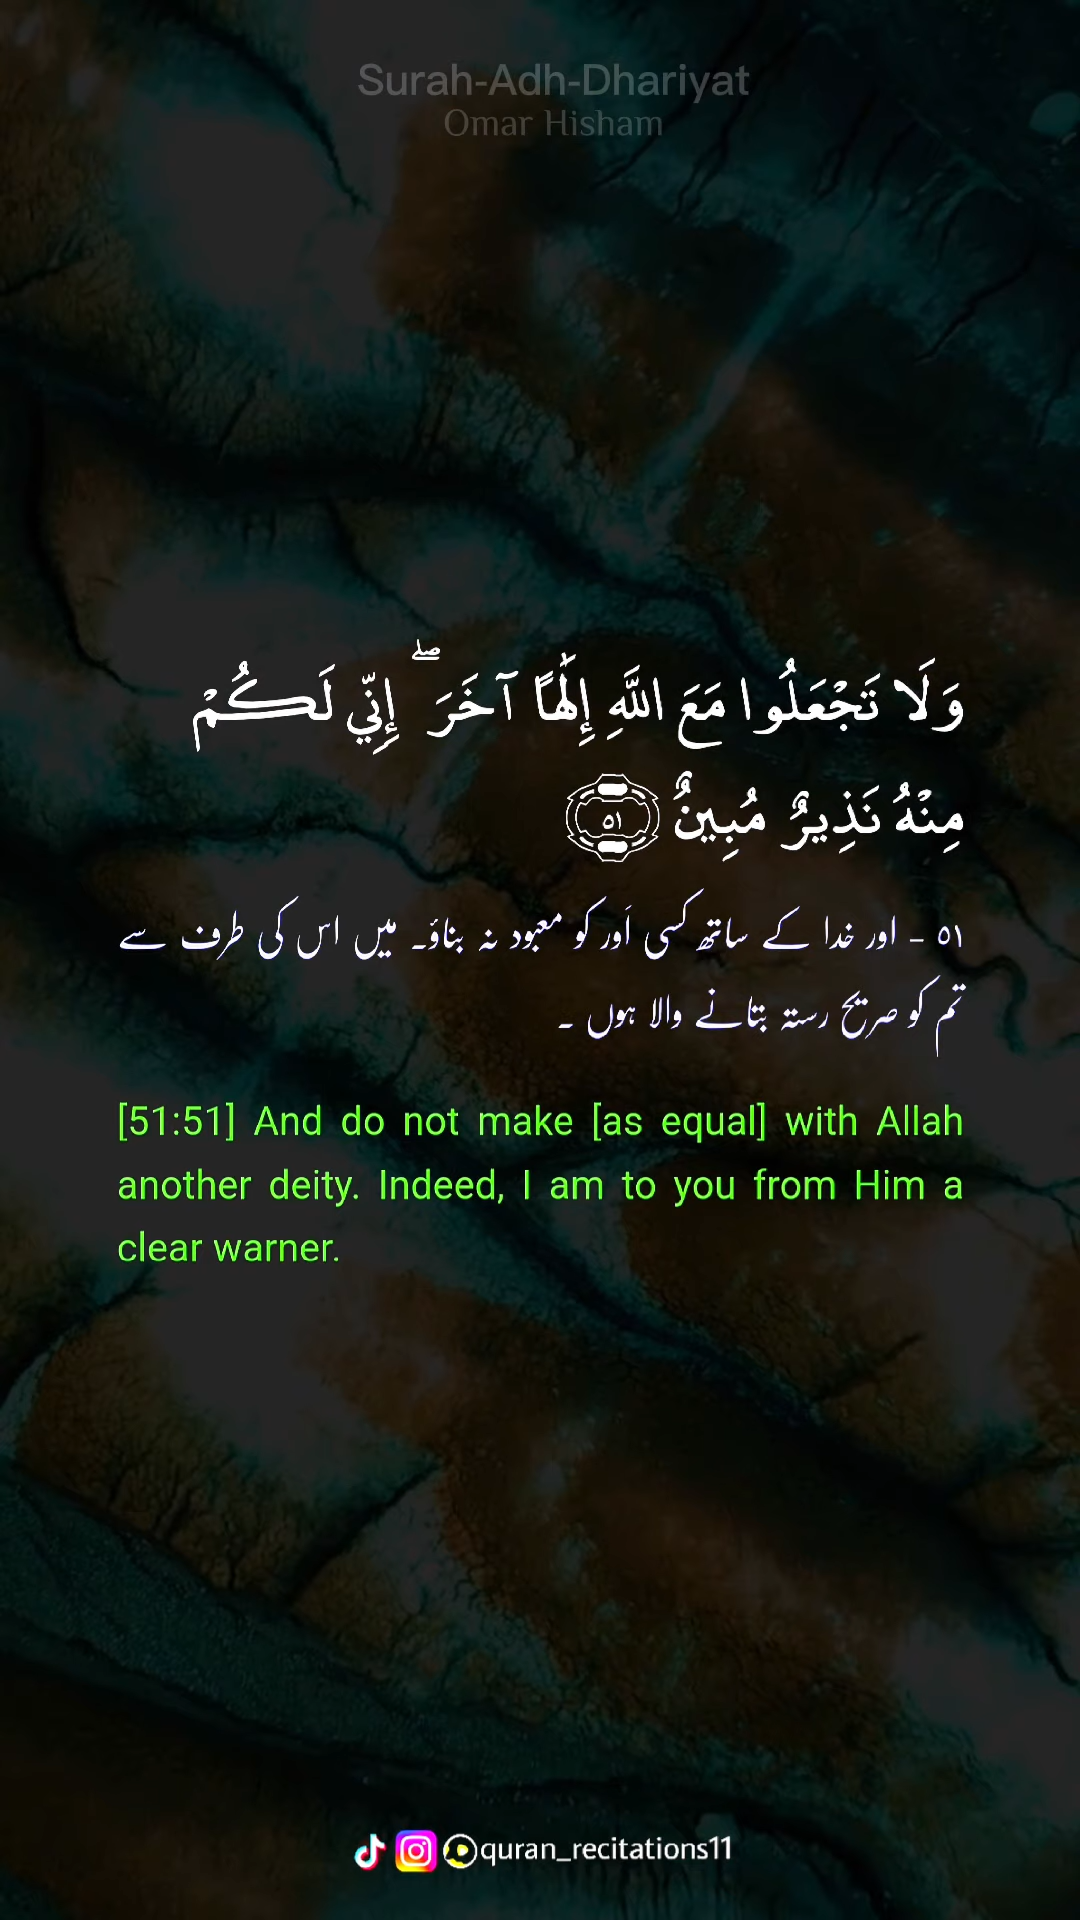 Surah-Adh-Dhariyat
Omar Hisham
وَلَا تَجْعَلُوا مَعَ اللَّهِ إِلَٰهًا آخَرَ ۖ إِنِّي لَكُمْ
مِنْهُ نَذِيرٌ مُبِينٌ ٥١
٥١ - اور خدا کے ساتھ کسی اَور کو معبود نہ بناؤ۔ میں اس کی طرف سے
تم کو صریح رستہ بتانے والا ہوں ۔
[51:51] And do not make [as equal] with Allah
another deity. Indeed, I am to you from Him a
clear warner.
quran_recitations11